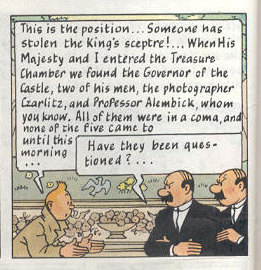 This is the position... Someone has
stolen the King's sceptre!... When His
Majesty and I entered the Treasure
Chamber we found the Governor of the
Castle, two of his men, the photographer
Czarlitz, and Professor Alembick, whom
you know. All of them were in a coma, and
none of the five came to
until this
morning
...
Have they been ques-
tioned?...